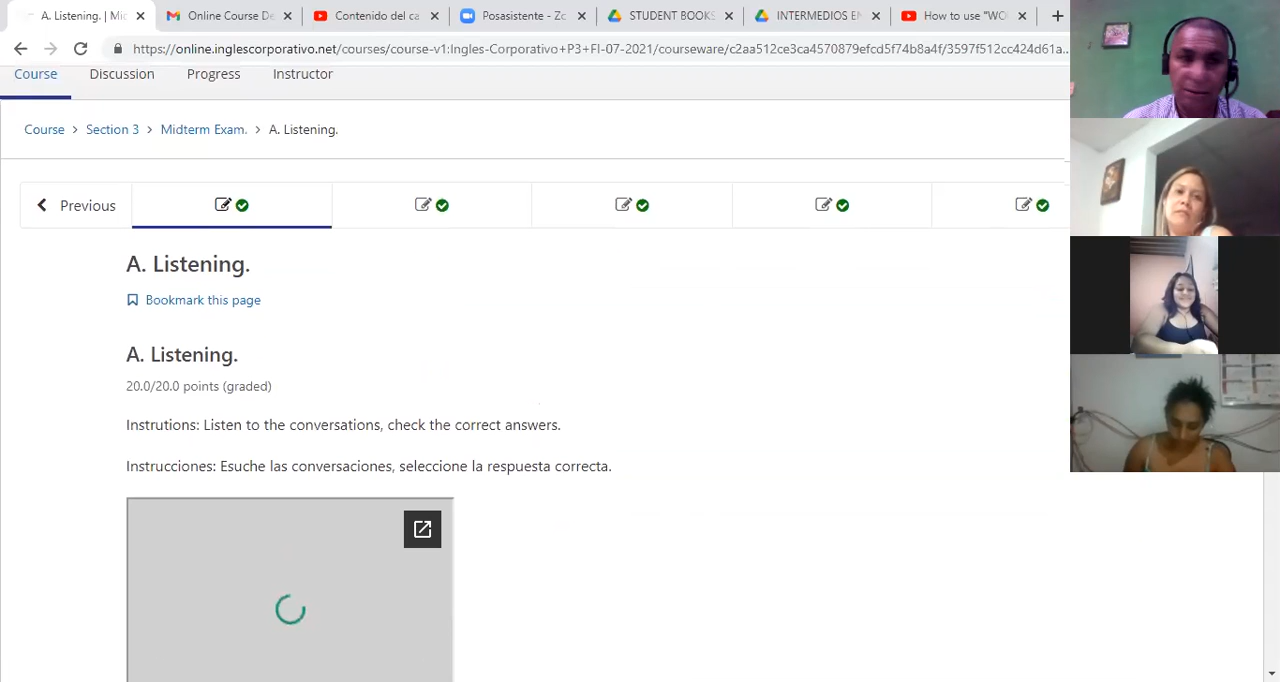 A. Listening. | Mic
Online Course De
Contenido del ca
Posasistente - Zc
STUDENT BOOKS
INTERMEDIOS EN
How to use "WO
https://online.inglescorporativo.net/courses/course-v1:Ingles-Corporativo+P3+FI-07-2021/courseware/c2aa512ce3ca4570879efcd5f74b8a4f/3597f512cc424d61a...
Course Discussion Progress Instructor
Course > Section 3 > Midterm Exam. > A. Listening.
Previous
A. Listening.
Bookmark this page
A. Listening.
20.0/20.0 points (graded)
Instrutions: Listen to the conversations, check the correct answers.
Instrucciones: Esuche las conversaciones, seleccione la respuesta correcta.